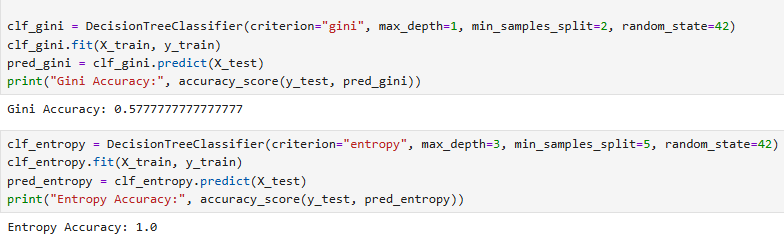 clf_gini = DecisionTreeClassifier(criterion="gini", max_depth=1, min_samples_split=2, random_state=42)
clf_gini.fit(X_train, y_train)
pred_gini = clf_gini.predict(X_test)
print("Gini Accuracy:", accuracy_score(y_test, pred_gini))
Gini Accuracy: 0.5777777777777777
clf_entropy = DecisionTreeClassifier(criterion="entropy", max_depth=3, min_samples_split=5, random_state=42)
clf_entropy.fit(X_train, y_train)
pred_entropy = clf_entropy.predict(X_test)
print("Entropy Accuracy:", accuracy_score(y_test, pred_entropy))
Entropy Accuracy: 1.0